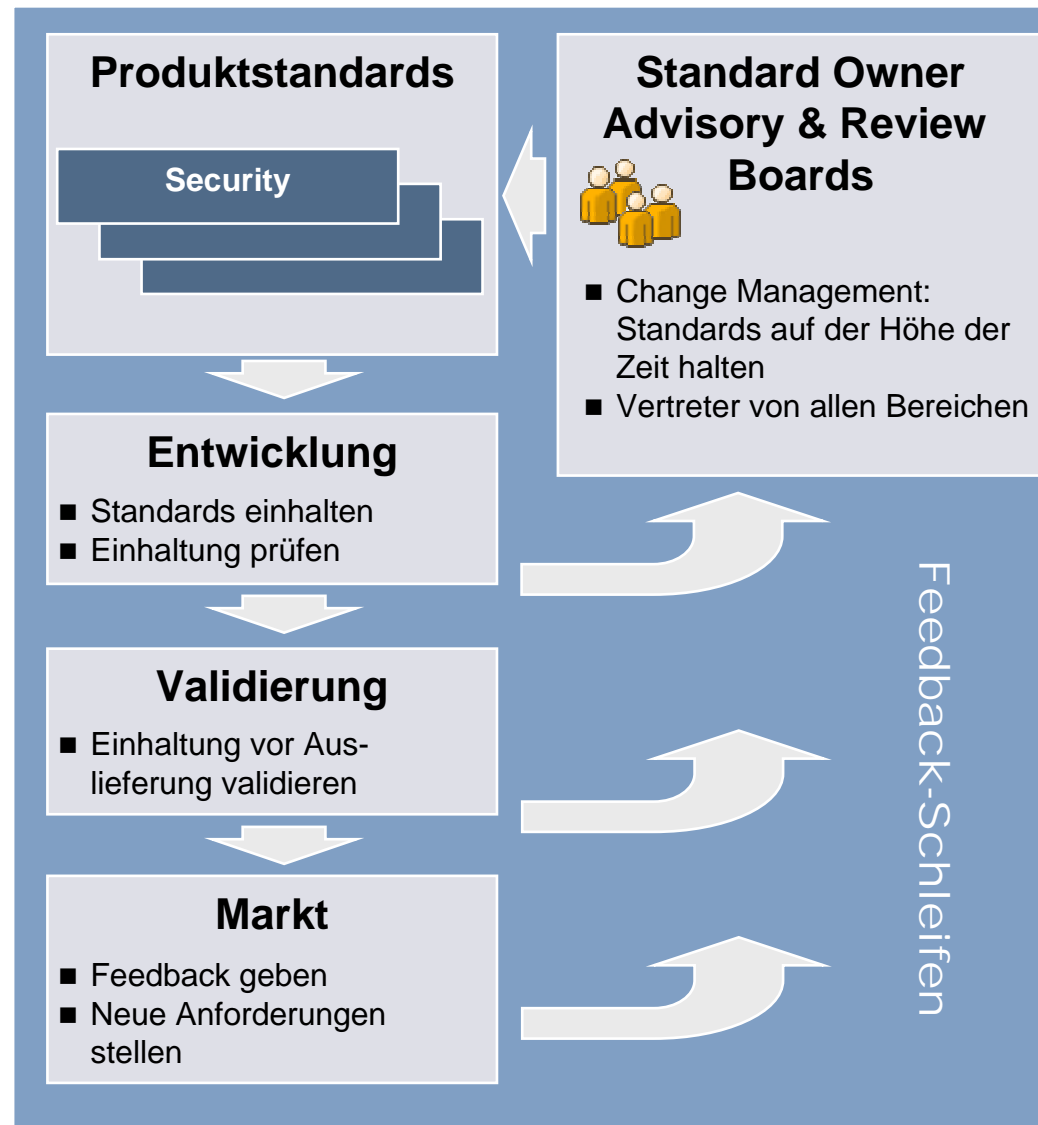 Produktstandards
Security
Standard Owner
Advisory & Review
Boards
■ Change Management:
Standards auf der Höhe der
Zeit halten
■ Vertreter von allen Bereichen
Entwicklung
■ Standards einhalten
■ Einhaltung prüfen
Validierung
■ Einhaltung vor Aus-
lieferung validieren
Markt
■ Feedback geben
■ Neue Anforderungen
stellen
Feedback-Schleifen